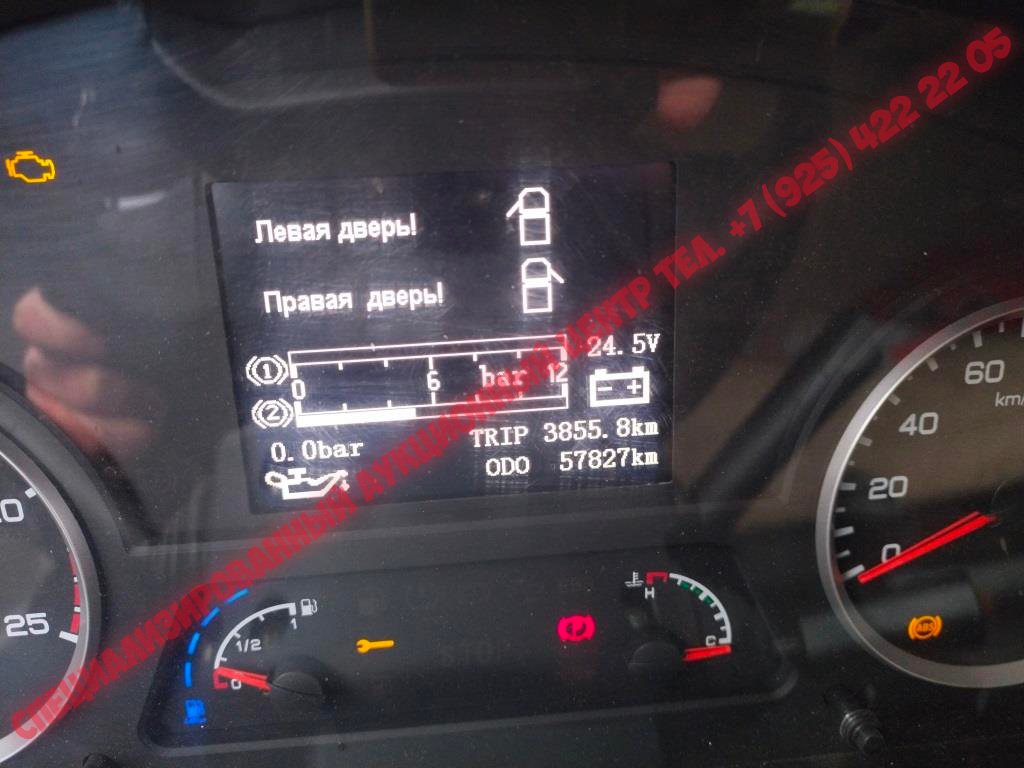 Левая дверь!
Правая дверь!
24.5V
1
0 6 bar 12
2
0.0bar
TRIP 3855.8km
ODO 57827km
25
60
40
20
0
km/
1
1/2
0
H
C
ABS
СПЕЦИАЛИЗИРОВАННЫЙ АУКЦИОННЫЙ ЦЕНТР ТЕЛ. +7 (925) 422 22 05